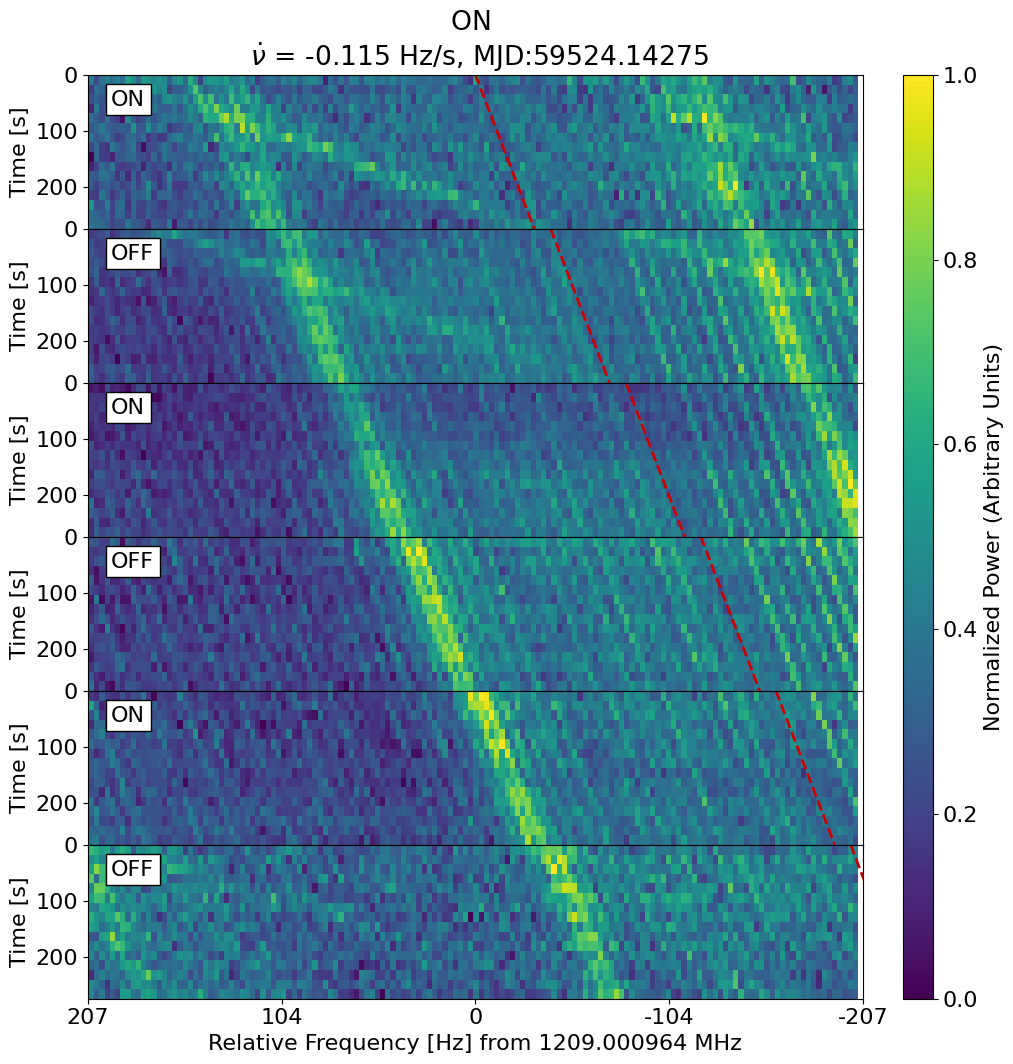 ON
ν̇ = -0.115 Hz/s, MJD:59524.14275
0
ON
100
Time [s]
200
0
OFF
100
Time [s]
200
0
ON
100
Time [s]
200
0
OFF
100
Time [s]
200
0
ON
100
Time [s]
200
0
OFF
100
Time [s]
200
207
104
0
-104
-207
Relative Frequency [Hz] from 1209.000964 MHz
1.0
0.8
0.6
0.4
0.2
0.0
Normalized Power (Arbitrary Units)